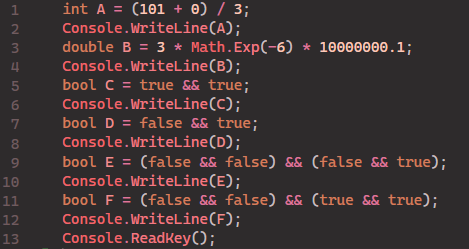 1 int A = (101 + 0) / 3;
2 Console.WriteLine(A);
3 double B = 3 * Math.Exp(-6) * 10000000.1;
4 Console.WriteLine(B);
5 bool C = true && true;
6 Console.WriteLine(C);
7 bool D = false && true;
8 Console.WriteLine(D);
9 bool E = (false && false) && (false && true);
10 Console.WriteLine(E);
11 bool F = (false && false) && (true && true);
12 Console.WriteLine(F);
13 Console.ReadKey();